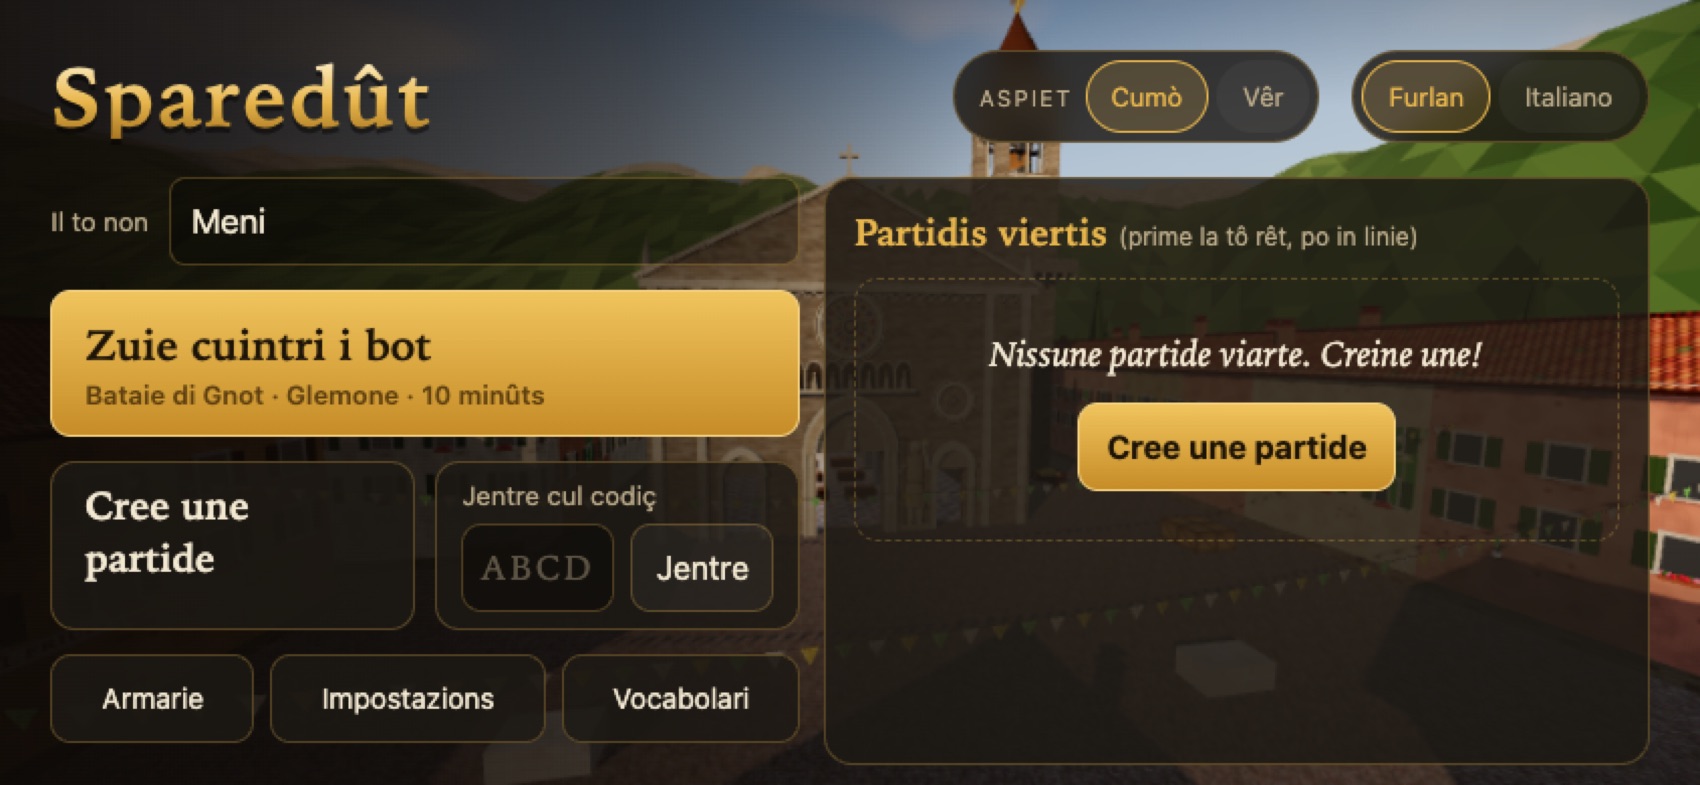 Sparedût
ASPIET Cumò Vêr
Furlan Italiano
Il to non Meni
Zuie cuintri i bot
Bataie di Gnot · Glemone · 10 minûts
Cree une
partide
Jentre cul codiç
ABCD Jentre
Armarie Impostazions Vocabolari
Partidis viertis (prime la tô rêt, po in linie)
Nissune partide viarte. Creine une!
Cree une partide